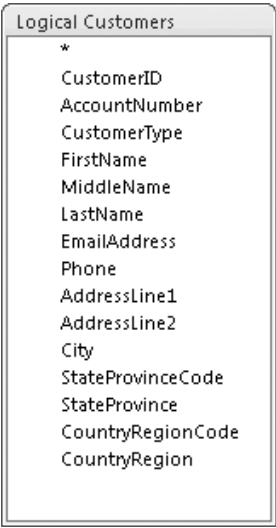 Logical Customers
*
CustomerID
AccountNumber
CustomerType
FirstName
MiddleName
LastName
EmailAddress
Phone
AddressLine1
AddressLine2
City
StateProvinceCode
StateProvince
CountryRegionCode
CountryRegion